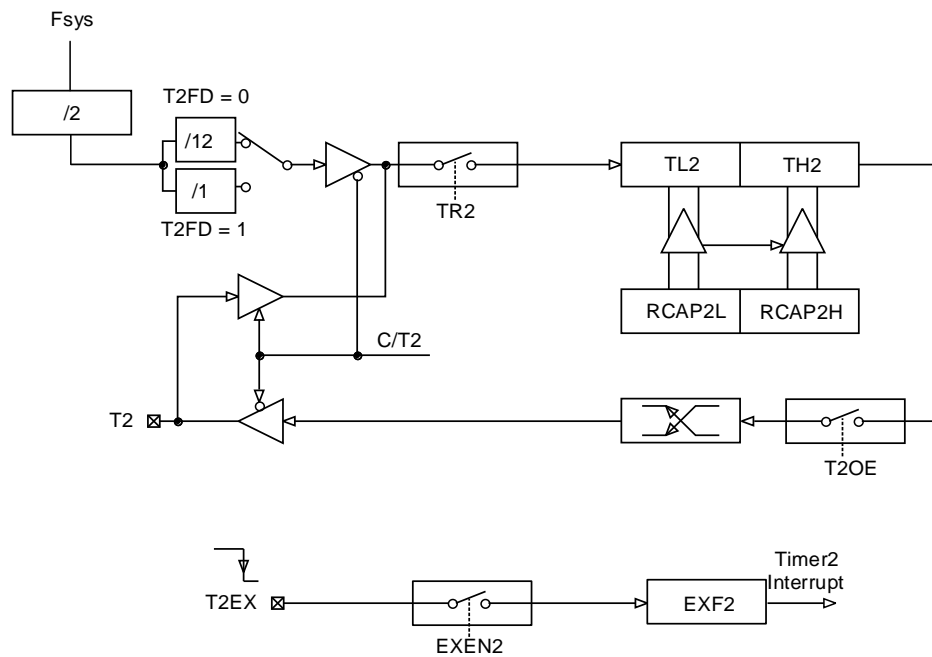 Fsys
/2
T2FD = 0
/12
/1
T2FD = 1
TR2
TL2
TH2
RCAP2L
RCAP2H
C/T2
T2
T2OE
T2EX
EXEN2
EXF2
Timer2
Interrupt